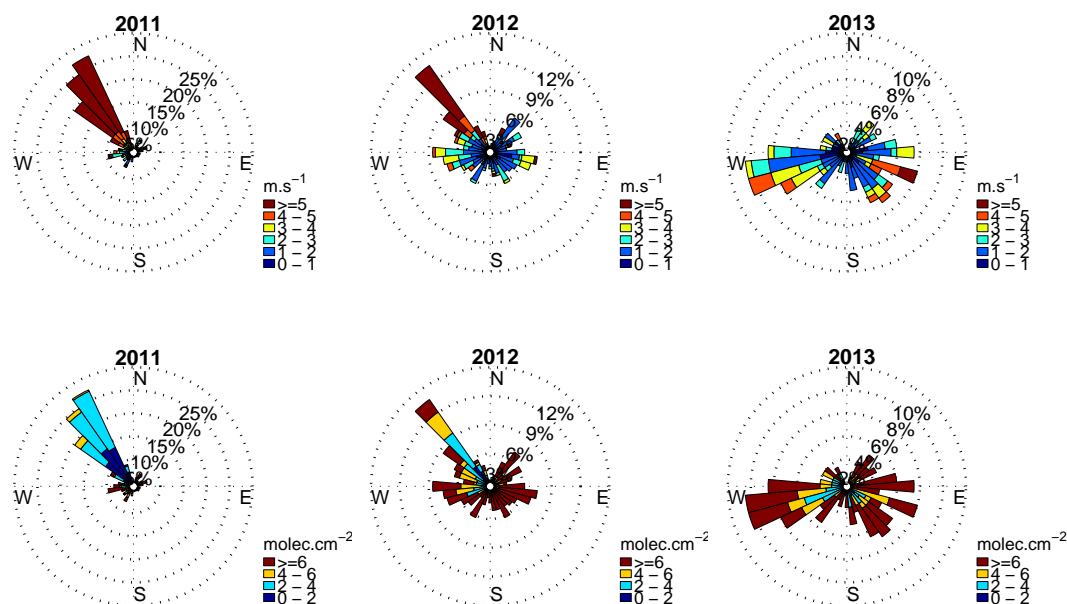 2011
N
25%
20%
15%
10%
W
E
S
m.s⁻¹
>=5
4 – 5
3 – 4
2 – 3
1 – 2
0 – 1
2012
N
12%
9%
6%
W
E
S
m.s⁻¹
>=5
4 – 5
3 – 4
2 – 3
1 – 2
0 – 1
2013
N
10%
8%
6%
4%
W
E
S
m.s⁻¹
>=5
4 – 5
3 – 4
2 – 3
1 – 2
0 – 1
2011
N
25%
20%
15%
10%
W
E
S
molec.cm⁻²
>=6
4 – 6
2 – 4
0 – 2
2012
N
12%
9%
6%
W
E
S
molec.cm⁻²
>=6
4 – 6
2 – 4
0 – 2
2013
N
10%
8%
6%
4%
W
E
S
molec.cm⁻²
>=6
4 – 6
2 – 4
0 – 2